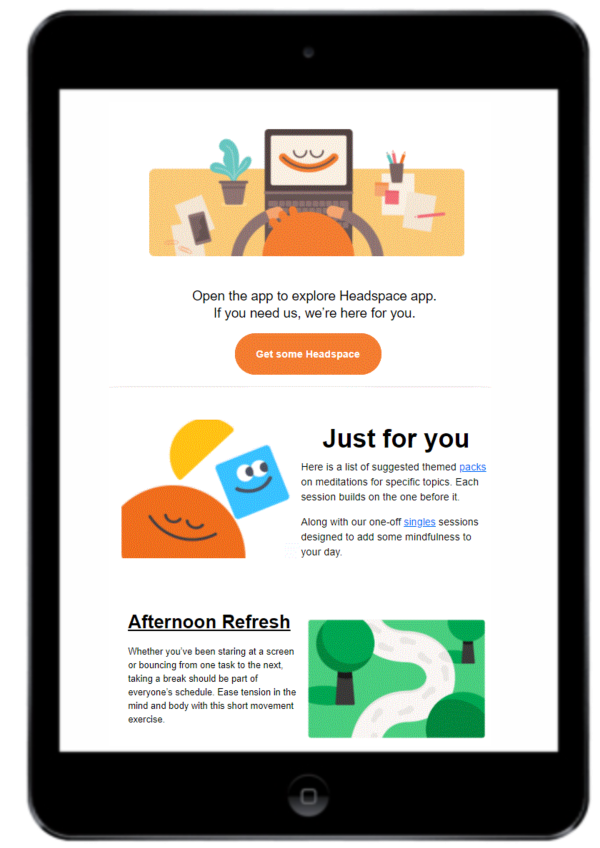 Open the app to explore Headspace app.
If you need us, we're here for you.
Get some Headspace
Just for you
Here is a list of suggested themed packs
on meditations for specific topics. Each
session builds on the one before it.
Along with our one-off singles sessions
designed to add some mindfulness to
your day.
Afternoon Refresh
Whether you've been staring at a screen
or bouncing from one task to the next,
taking a break should be part of
everyone's schedule. Ease tension in the
mind and body with this short movement
exercise.